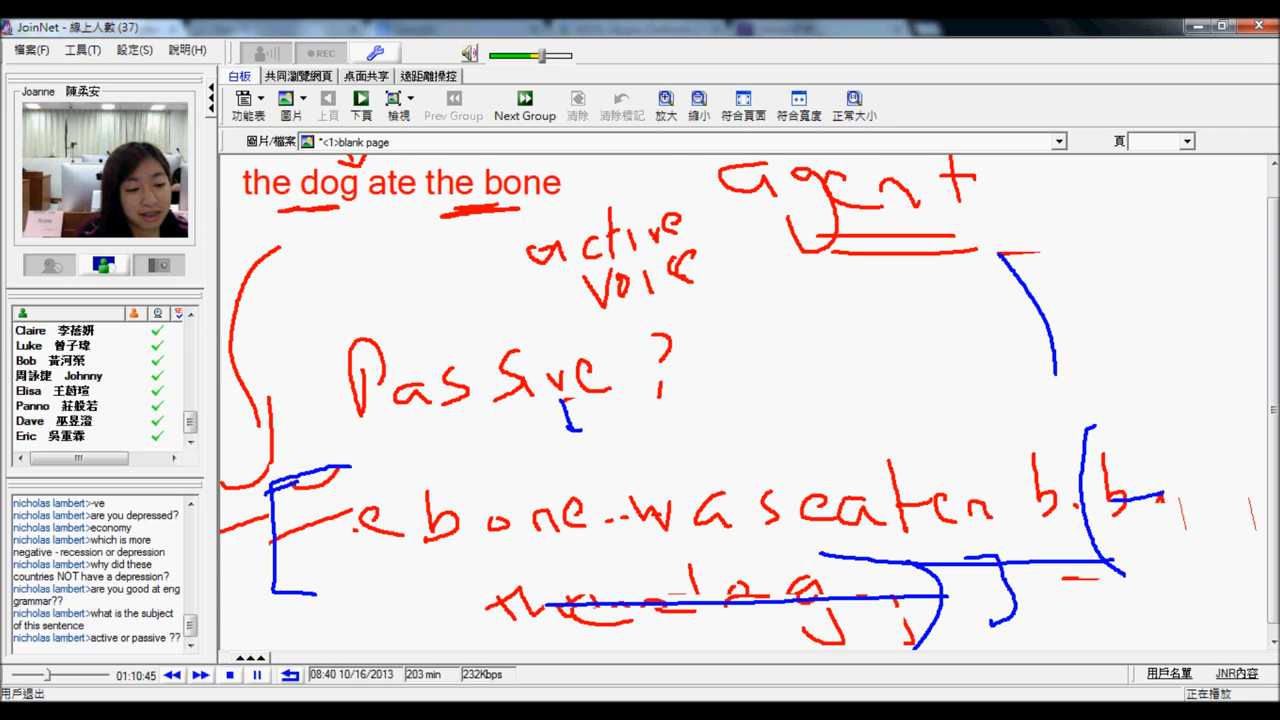 JoinNet - 線上人數 (37)
檔案(F) 工具(T) 設定(S) 說明(H)
REC
Joanne 陳柔安
白板 共同瀏覽網頁 桌面共享 遠距離操控
功能表 圖片 上頁 下頁 檢視 Prev Group Next Group 清除 清除標記 放大 縮小 符合頁面 符合寬度 正常大小
圖片/檔案 *<1>blank page 頁
the dog ate the bone
agent
active
voice
Passive ?
e bone was eaten b.
Claire 李蓓妍
Luke 曾子瑋
Bob 黃河榮
周詠捷 Johnny
Elisa 王蒔瑄
Panno 莊般若
Dave 巫昱澄
Eric 吳重霖
nicholas lambert>-ve
nicholas lambert>are you depressed?
nicholas lambert>economy
nicholas lambert>which is more
negative - recession or depression
nicholas lambert>why did these
countries NOT have a depression?
nicholas lambert>are you good at eng
grammar??
nicholas lambert>what is the subject
of this sentence
nicholas lambert>active or passive ??
01:10:45
08:40 10/16/2013 203 min 232Kbps
用戶名單 JNR內容
用戶退出
正在播放